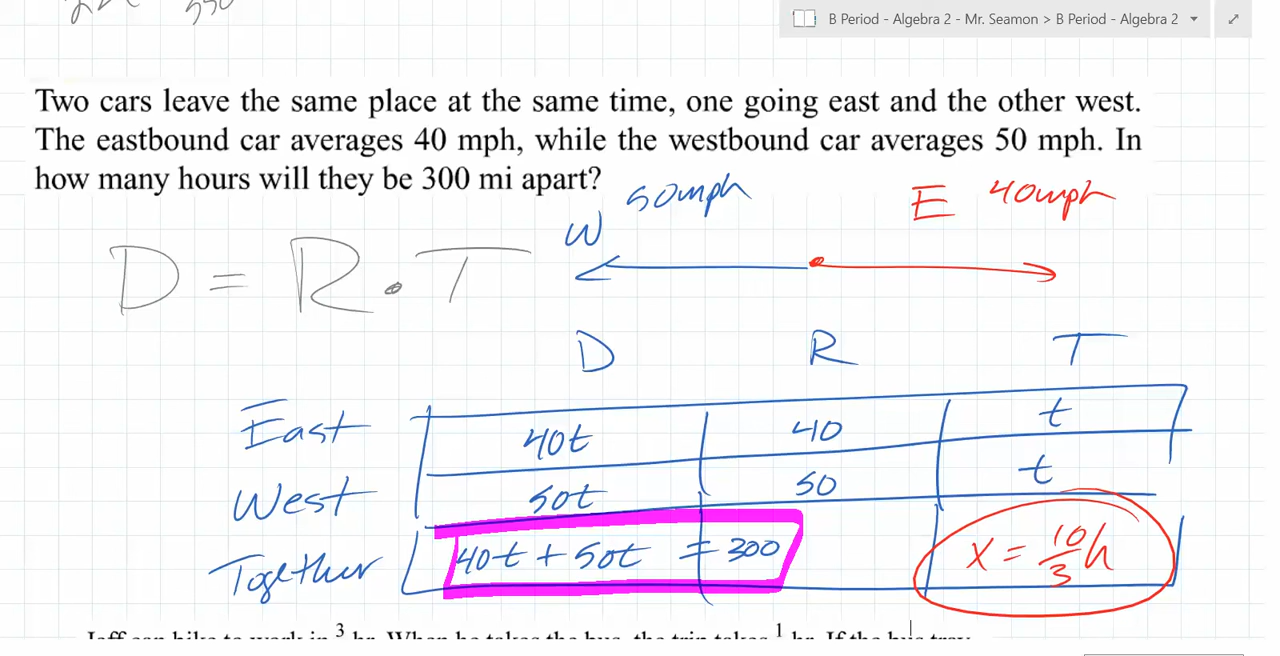 B Period - Algebra 2 - Mr. Seamon > B Period - Algebra 2
Two cars leave the same place at the same time, one going east and the other west.
The eastbound car averages 40 mph, while the westbound car averages 50 mph. In
how many hours will they be 300 mi apart?
50mph E 40mph
W
D = R · T
D R T
East 40t 40 t
West 50t 50 t
Together 40t + 50t = 300 x = 10/3 h